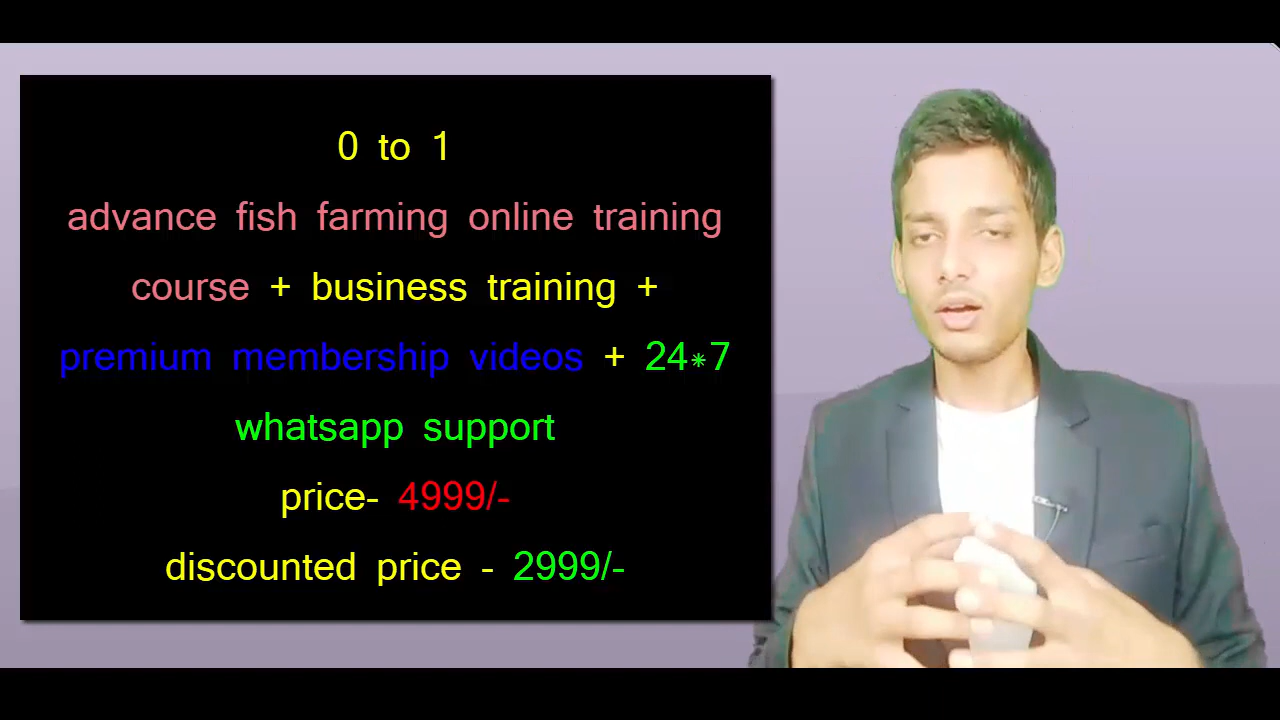 0 to 1
advance fish farming online training
course + business training +
premium membership videos + 24*7
whatsapp support
price- 4999/-
discounted price - 2999/-